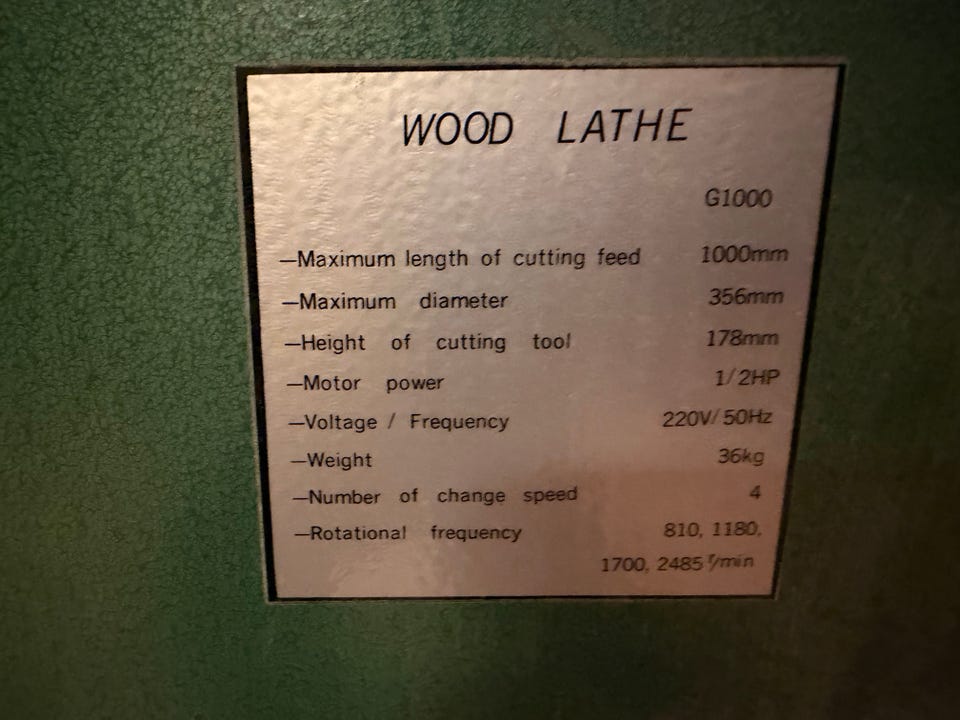 WOOD LATHE
G1000
—Maximum length of cutting feed 1000mm
—Maximum diameter 356mm
—Height of cutting tool 178mm
—Motor power 1/2HP
—Voltage / Frequency 220V/50Hz
—Weight 36kg
—Number of change speed 4
—Rotational frequency 810, 1180,
1700, 2485 r/min